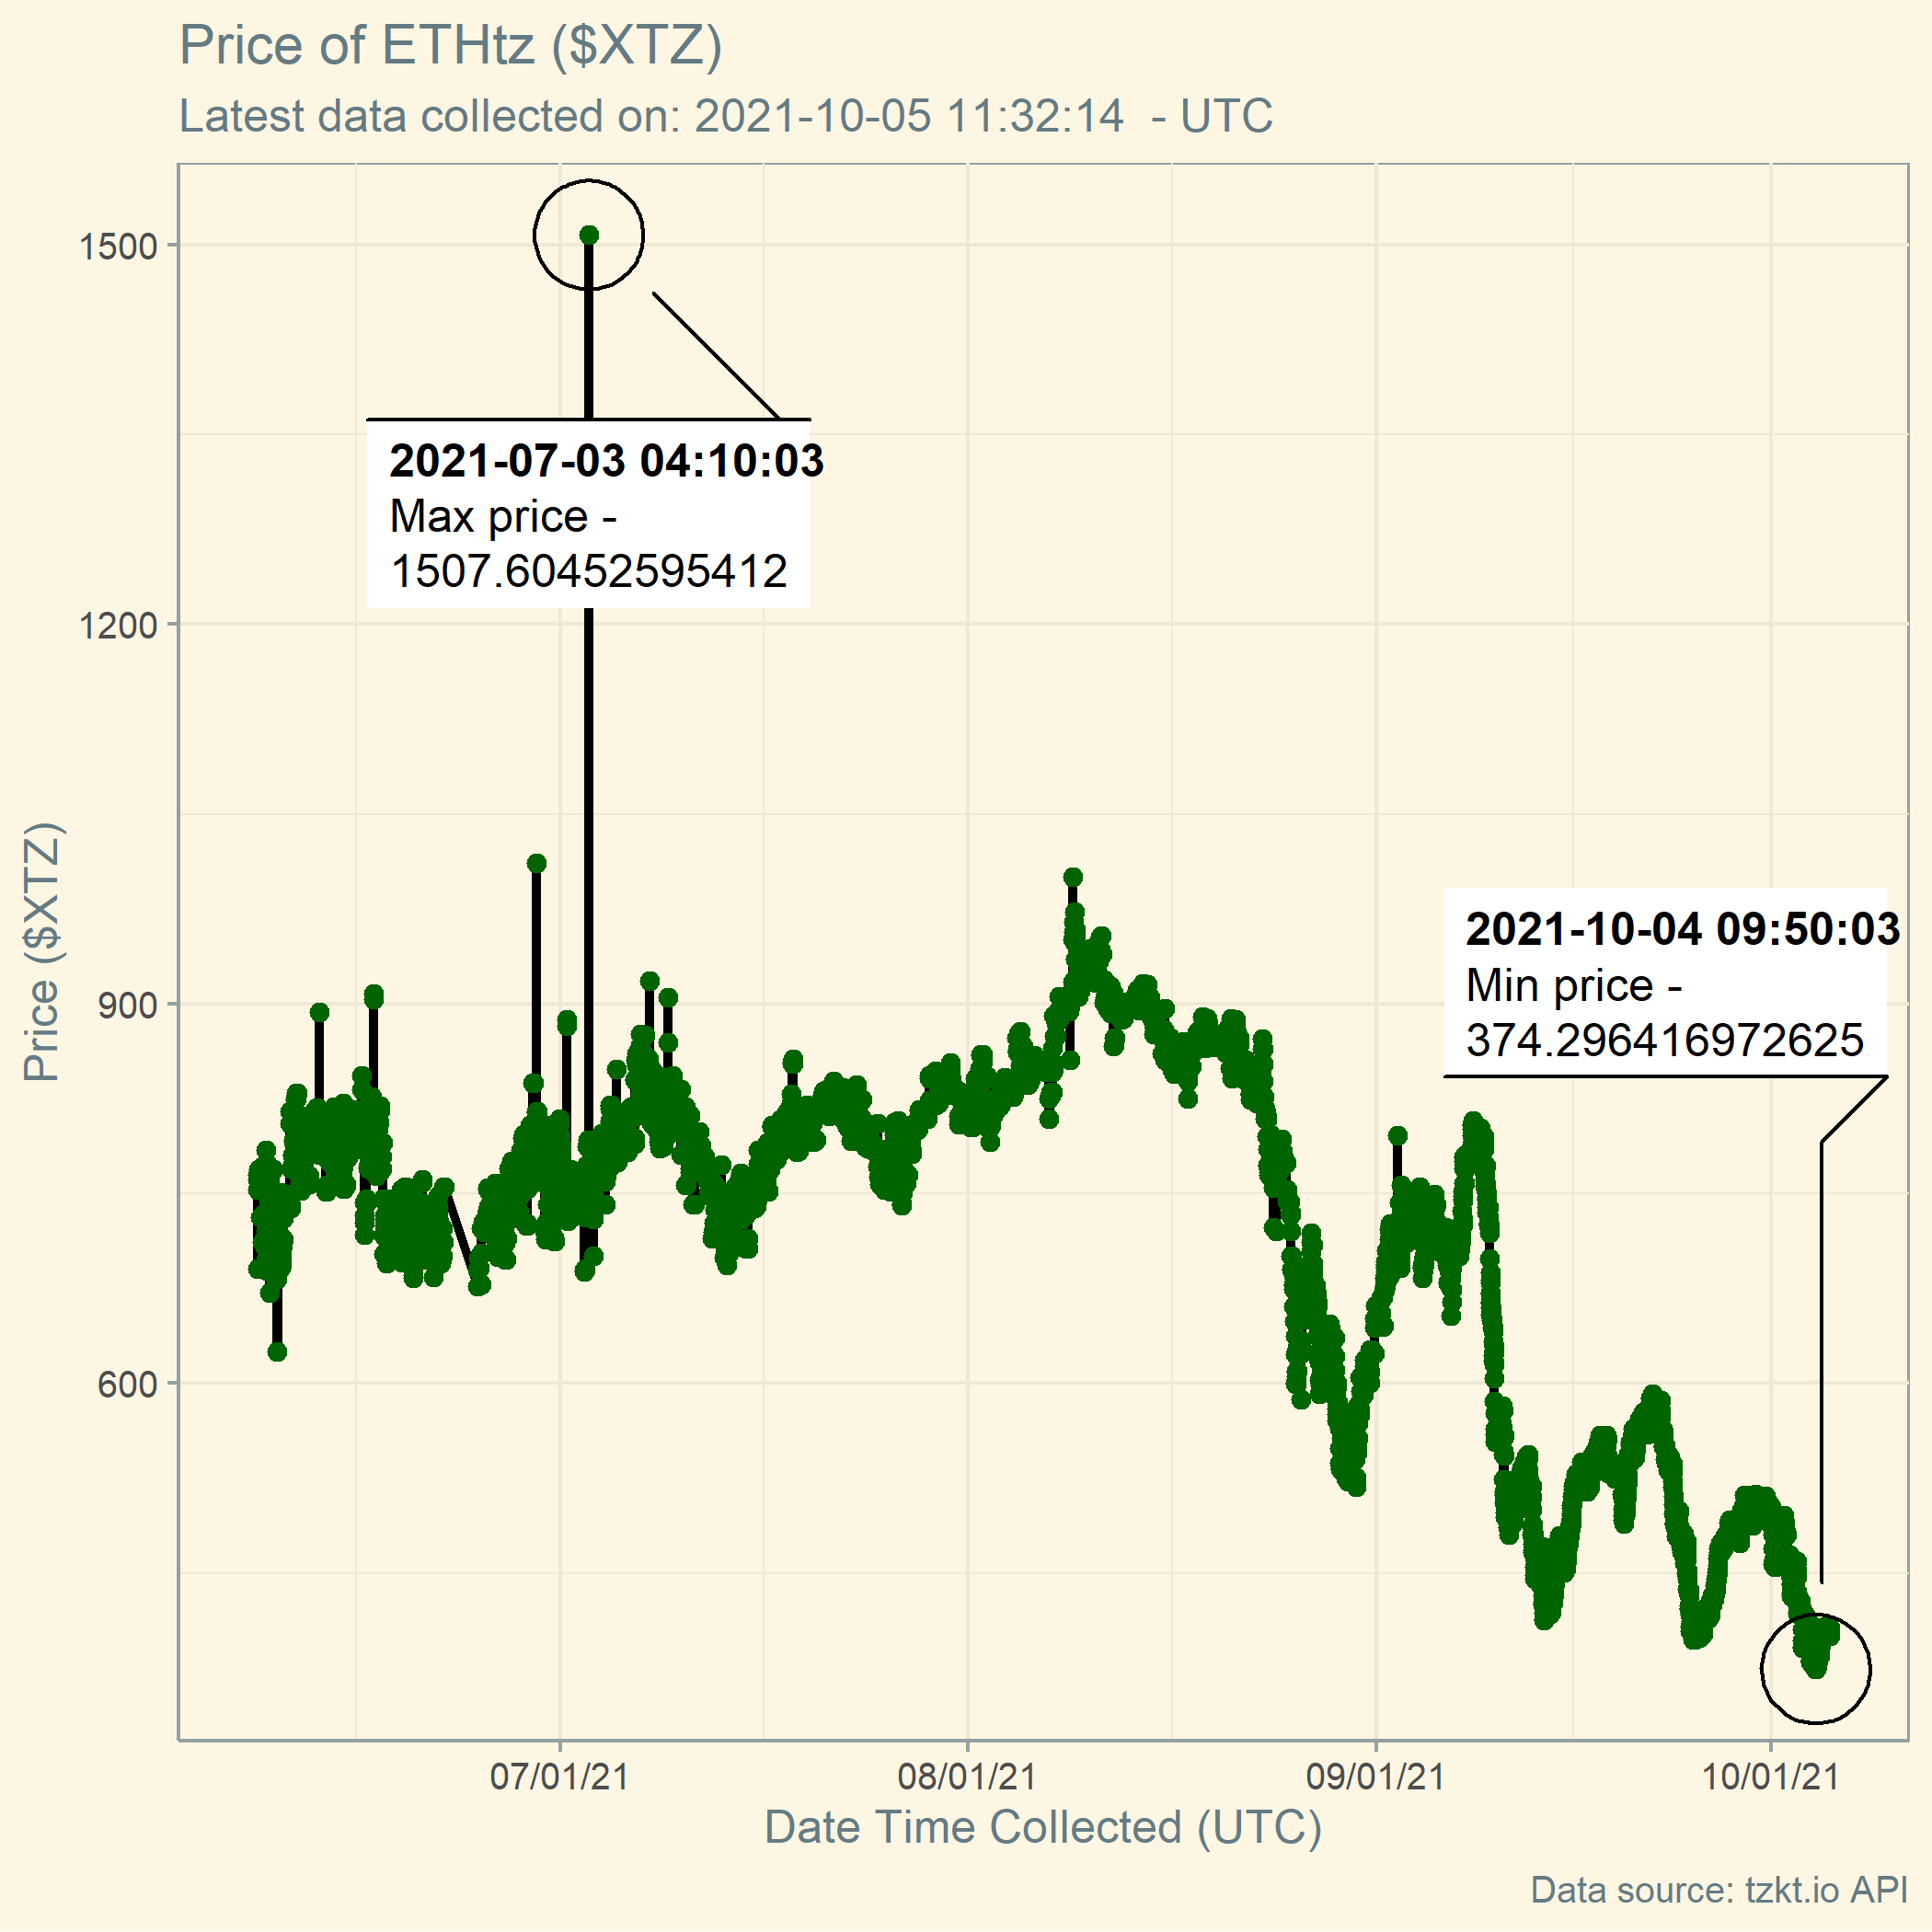 Price of ETHtz ($XTZ)
Latest data collected on: 2021-10-05 11:32:14  - UTC
1500
1200
900
600
Price ($XTZ)
2021-07-03 04:10:03
Max price -
1507.60452595412
2021-10-04 09:50:03
Min price -
374.296416972625
07/01/21
08/01/21
09/01/21
10/01/21
Date Time Collected (UTC)
Data source: tzkt.io API